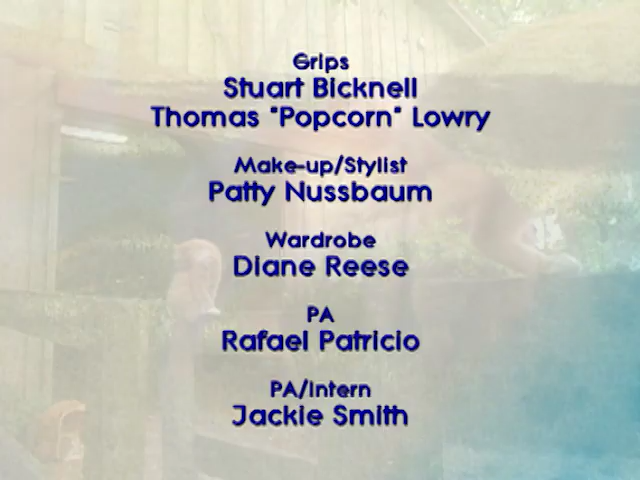 Grips
Stuart Bicknell
Thomas "Popcorn" Lowry
Make-up/Stylist
Patty Nussbaum
Wardrobe
Diane Reese
PA
Rafael Patricio
PA/Intern
Jackie Smith